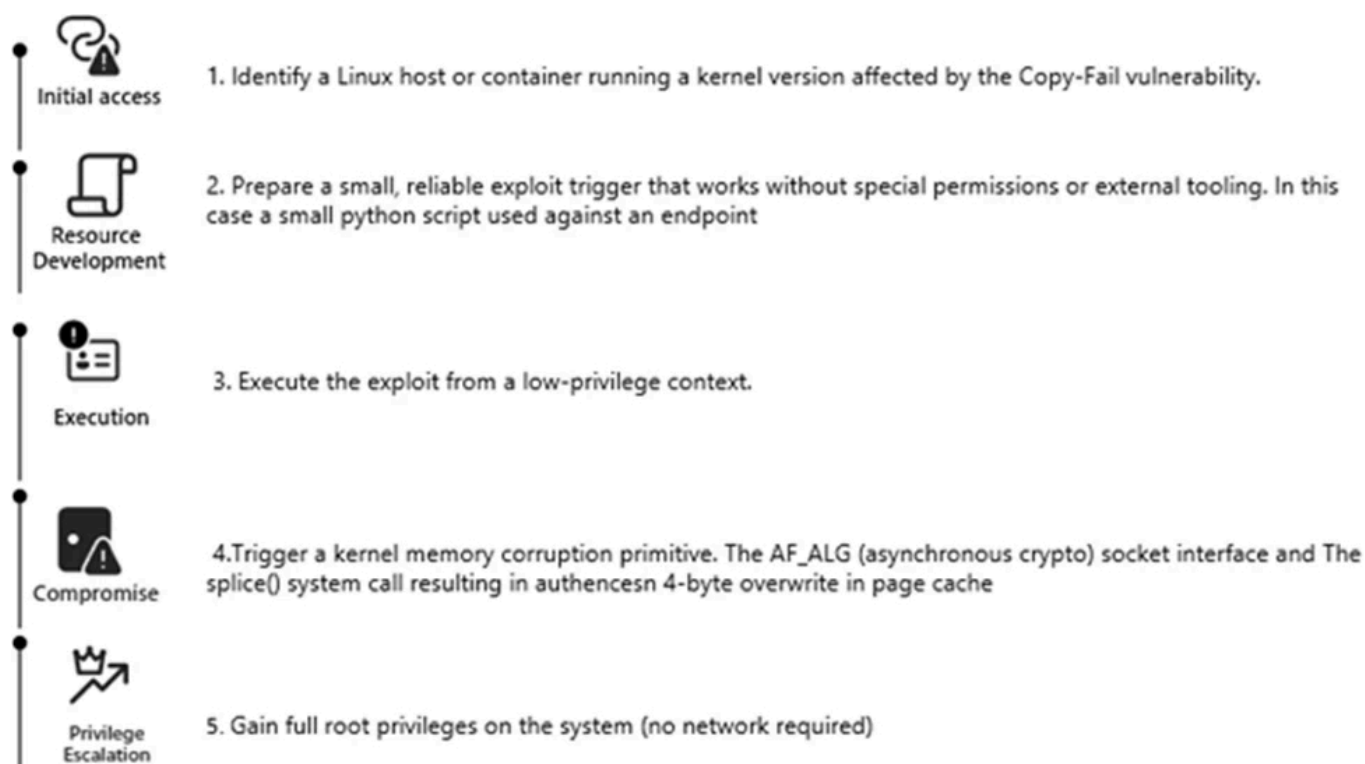 Initial access
1. Identify a Linux host or container running a kernel version affected by the Copy-Fail vulnerability.
Resource
Development
2. Prepare a small, reliable exploit trigger that works without special permissions or external tooling. In this
case a small python script used against an endpoint
Execution
3. Execute the exploit from a low-privilege context.
Compromise
4.Trigger a kernel memory corruption primitive. The AF_ALG (asynchronous crypto) socket interface and The
splice() system call resulting in authencesn 4-byte overwrite in page cache
Privilege
Escalation
5. Gain full root privileges on the system (no network required)